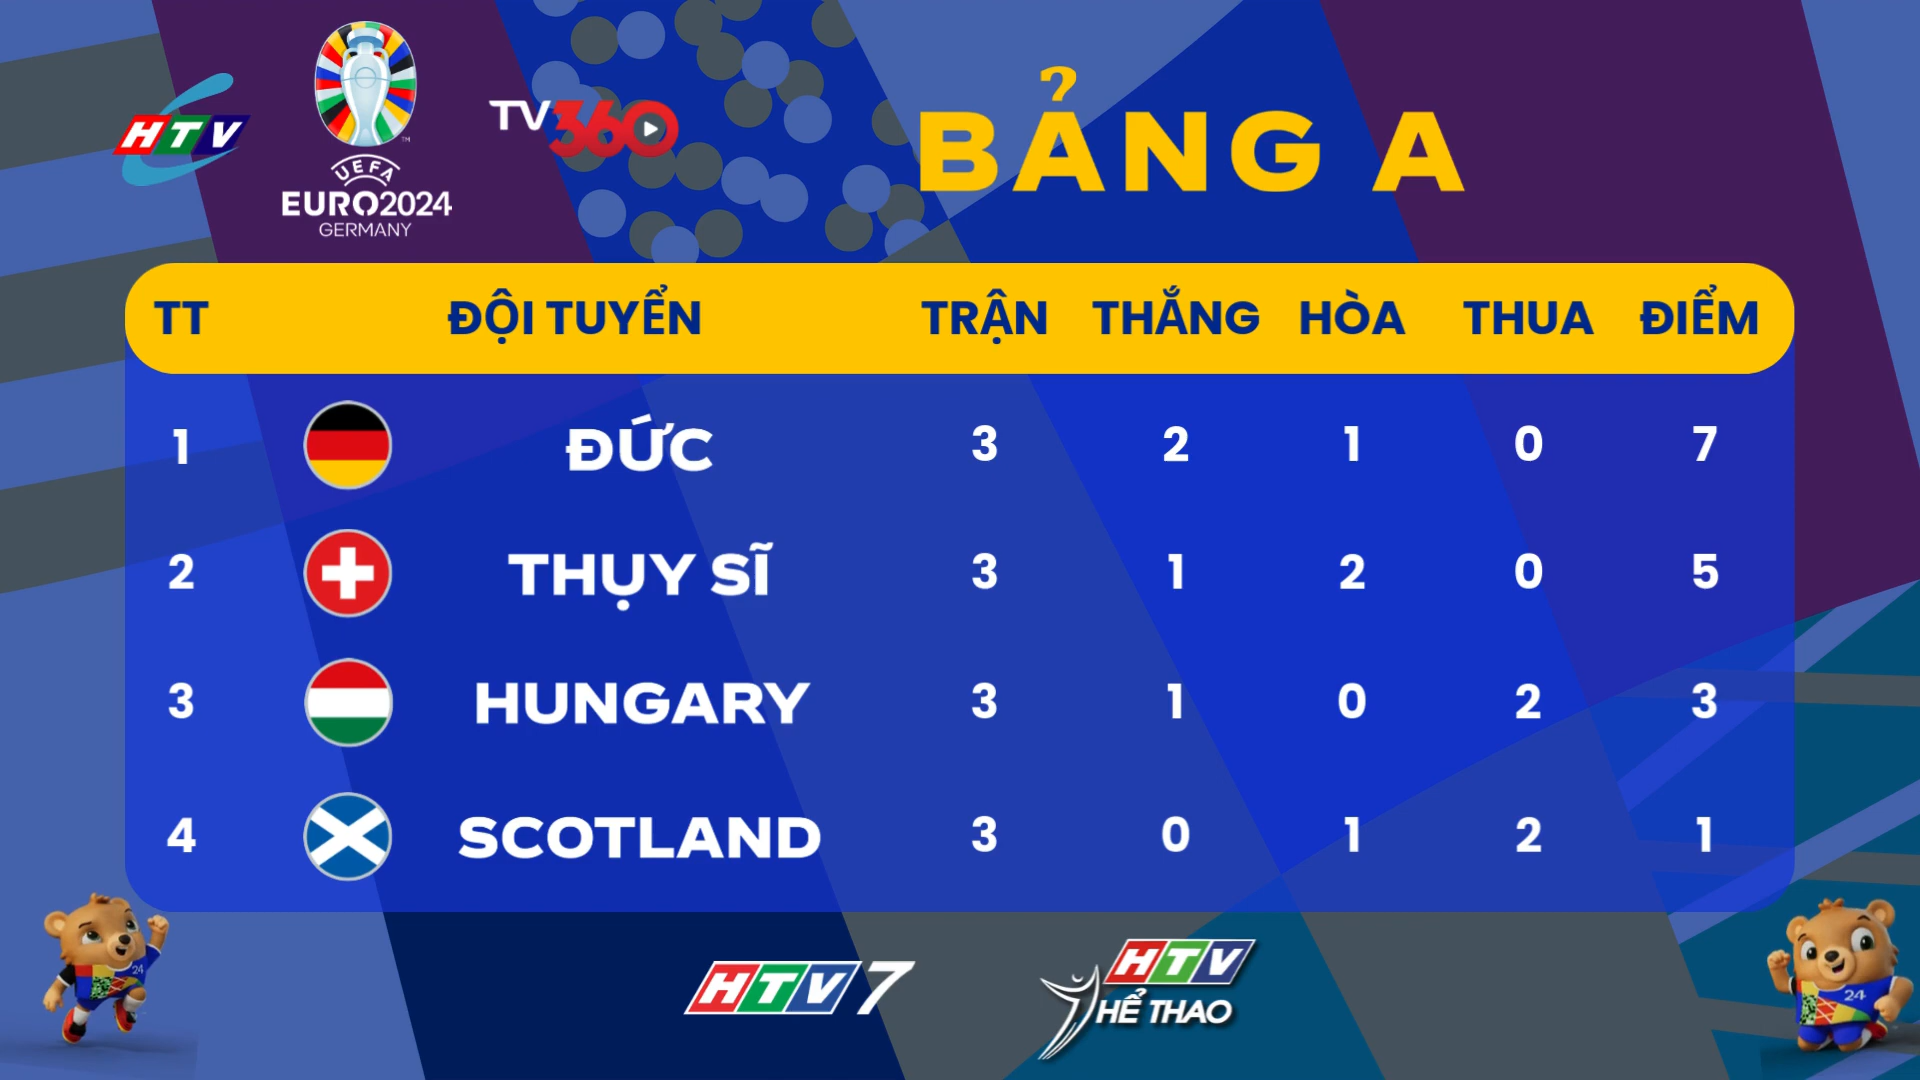 HTV
UEFA
EURO2024
GERMANY
TV360
BẢNG A
TT ĐỘI TUYỂN TRẬN THẮNG HÒA THUA ĐIỂM
1 ĐỨC 3 2 1 0 7
2 THỤY SĨ 3 1 2 0 5
3 HUNGARY 3 1 0 2 3
4 SCOTLAND 3 0 1 2 1
24
24
HTV7
HTV
THỂ THAO